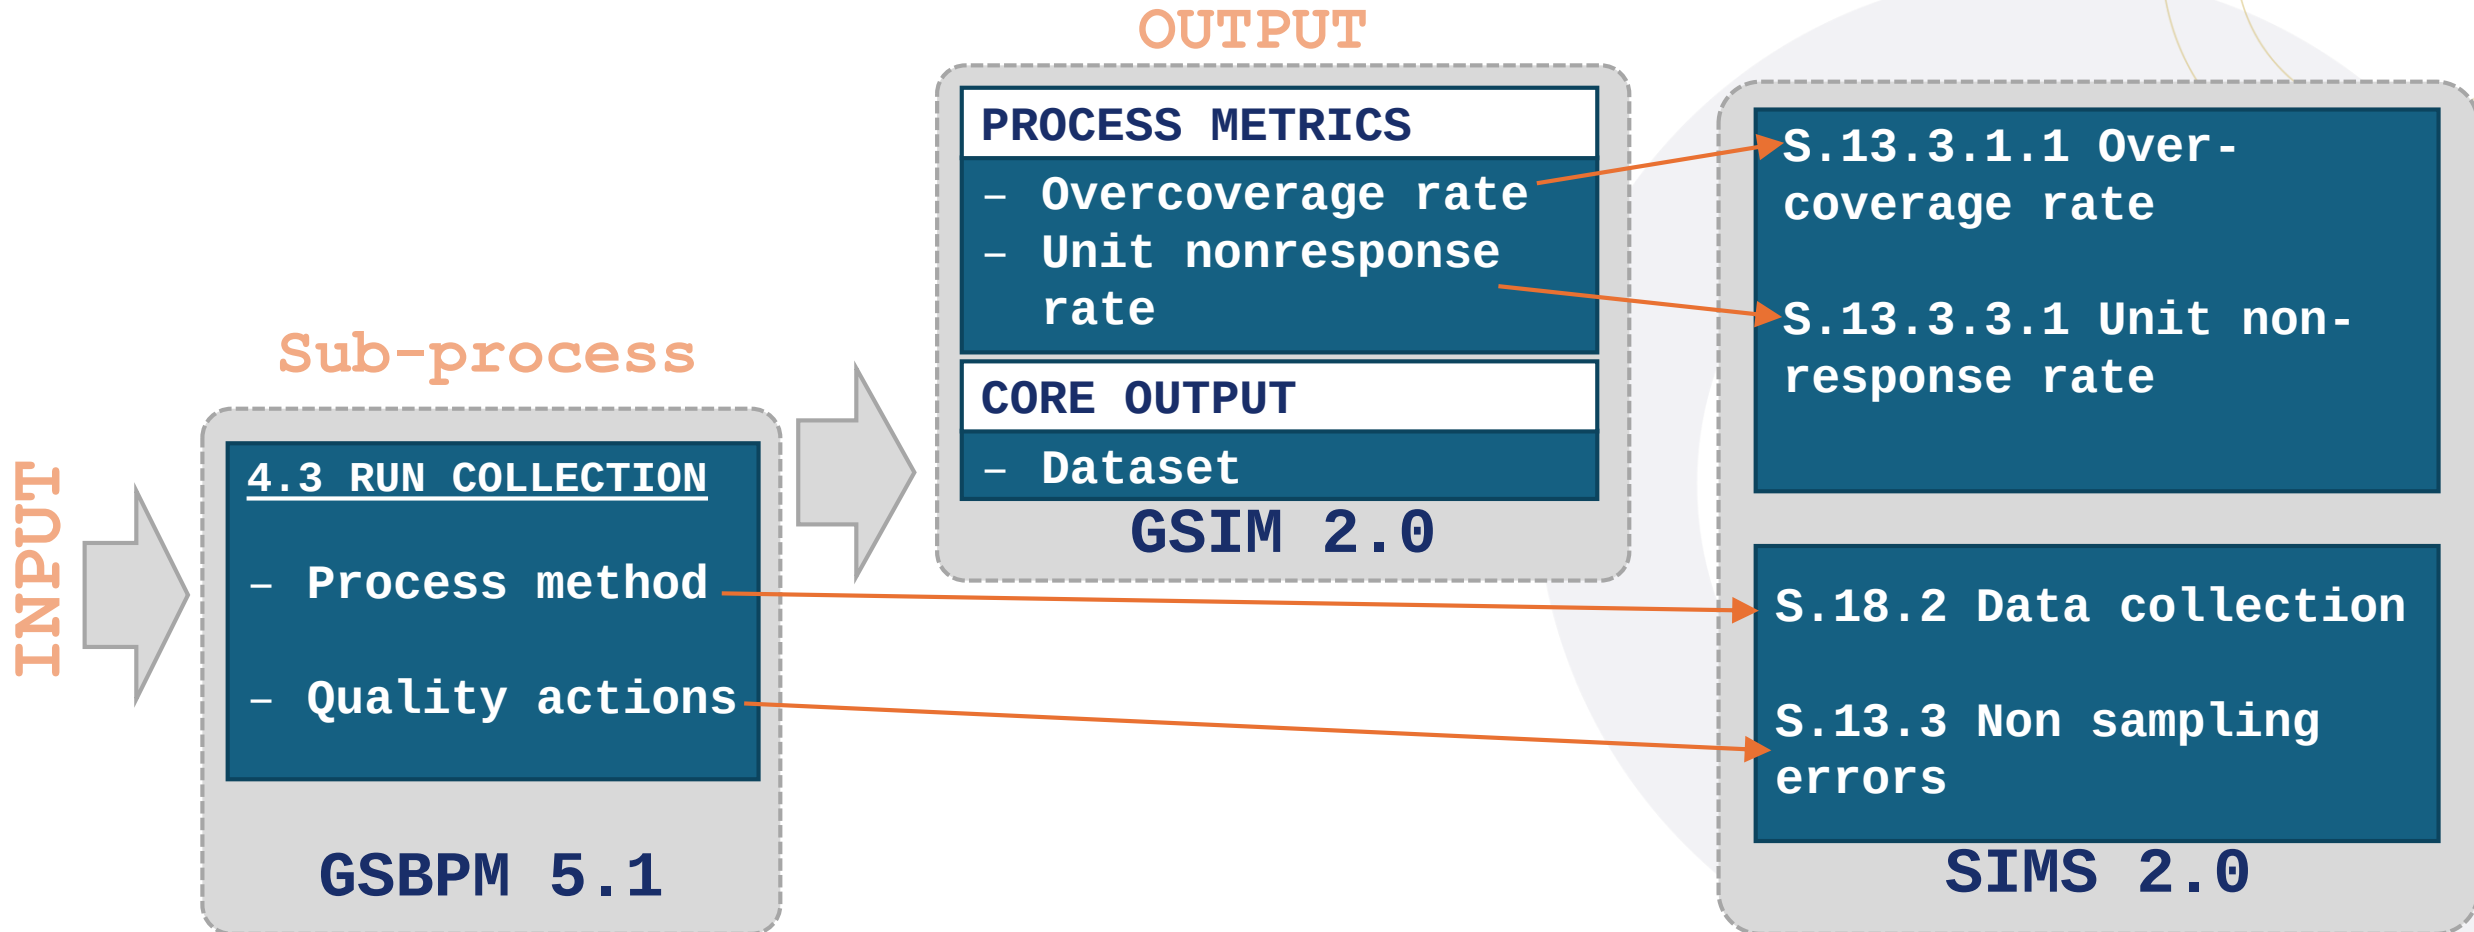 INPUT
Sub-process
4.3 RUN COLLECTION
– Process method
– Quality actions
GSBPM 5.1
OUTPUT
PROCESS METRICS
– Overcoverage rate
– Unit nonresponse
rate
CORE OUTPUT
– Dataset
GSIM 2.0
S.13.3.1.1 Over-
coverage rate
S.13.3.3.1 Unit non-
response rate
S.18.2 Data collection
S.13.3 Non sampling
errors
SIMS 2.0